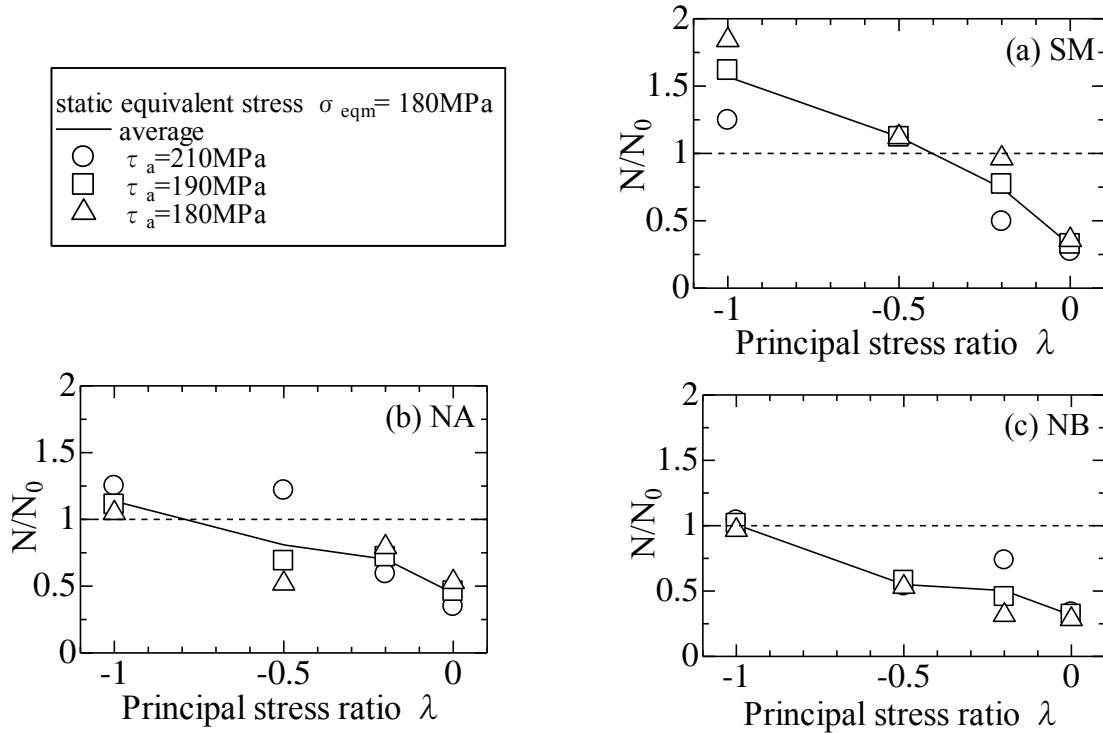 static equivalent stress σ eqm= 180MPa
average
τ a=210MPa
τ a=190MPa
τ a=180MPa
(a) SM
2
1.5
1
0.5
0
N/N0
-1
-0.5
0
Principal stress ratio λ
(b) NA
2
1.5
1
0.5
0
N/N0
-1
-0.5
0
Principal stress ratio λ
(c) NB
2
1.5
1
0.5
0
N/N0
-1
-0.5
0
Principal stress ratio λ